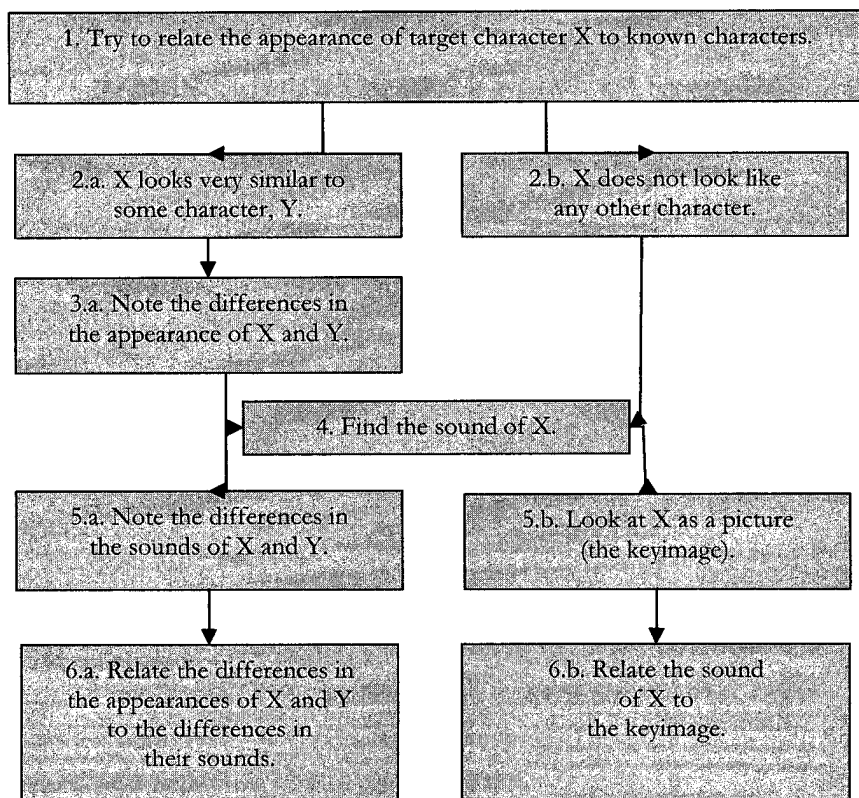 1. Try to relate the appearance of target character X to known characters.
2.a. X looks very similar to
some character, Y.
2.b. X does not look like
any other character.
3.a. Note the differences in
the appearance of X and Y.
4. Find the sound of X.
5.a. Note the differences in
the sounds of X and Y.
5.b. Look at X as a picture
(the keyimage).
6.a. Relate the differences in
the appearances of X and Y
to the differences in
their sounds.
6.b. Relate the sound
of X to
the keyimage.